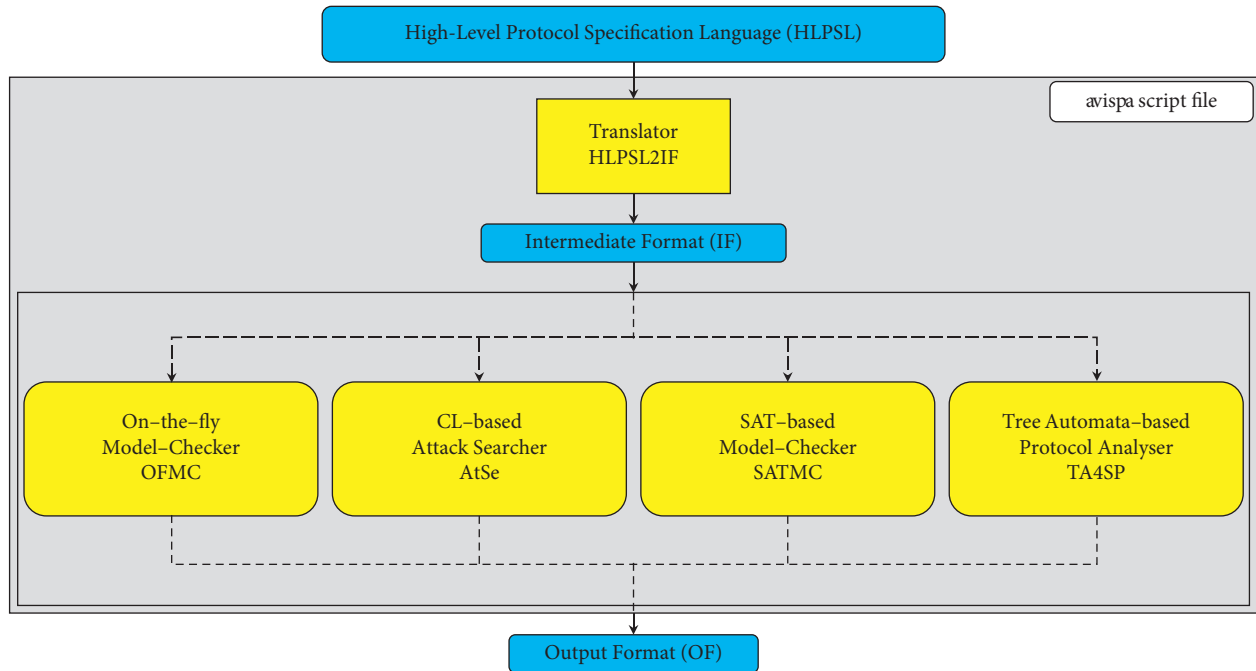 High-Level Protocol Specification Language (HLPSL)
avispa script file
Translator
HLPSL2IF
Intermediate Format (IF)
On–the–fly
Model–Checker
OFMC
CL–based
Attack Searcher
AtSe
SAT–based
Model–Checker
SATMC
Tree Automata–based
Protocol Analyser
TA4SP
Output Format (OF)